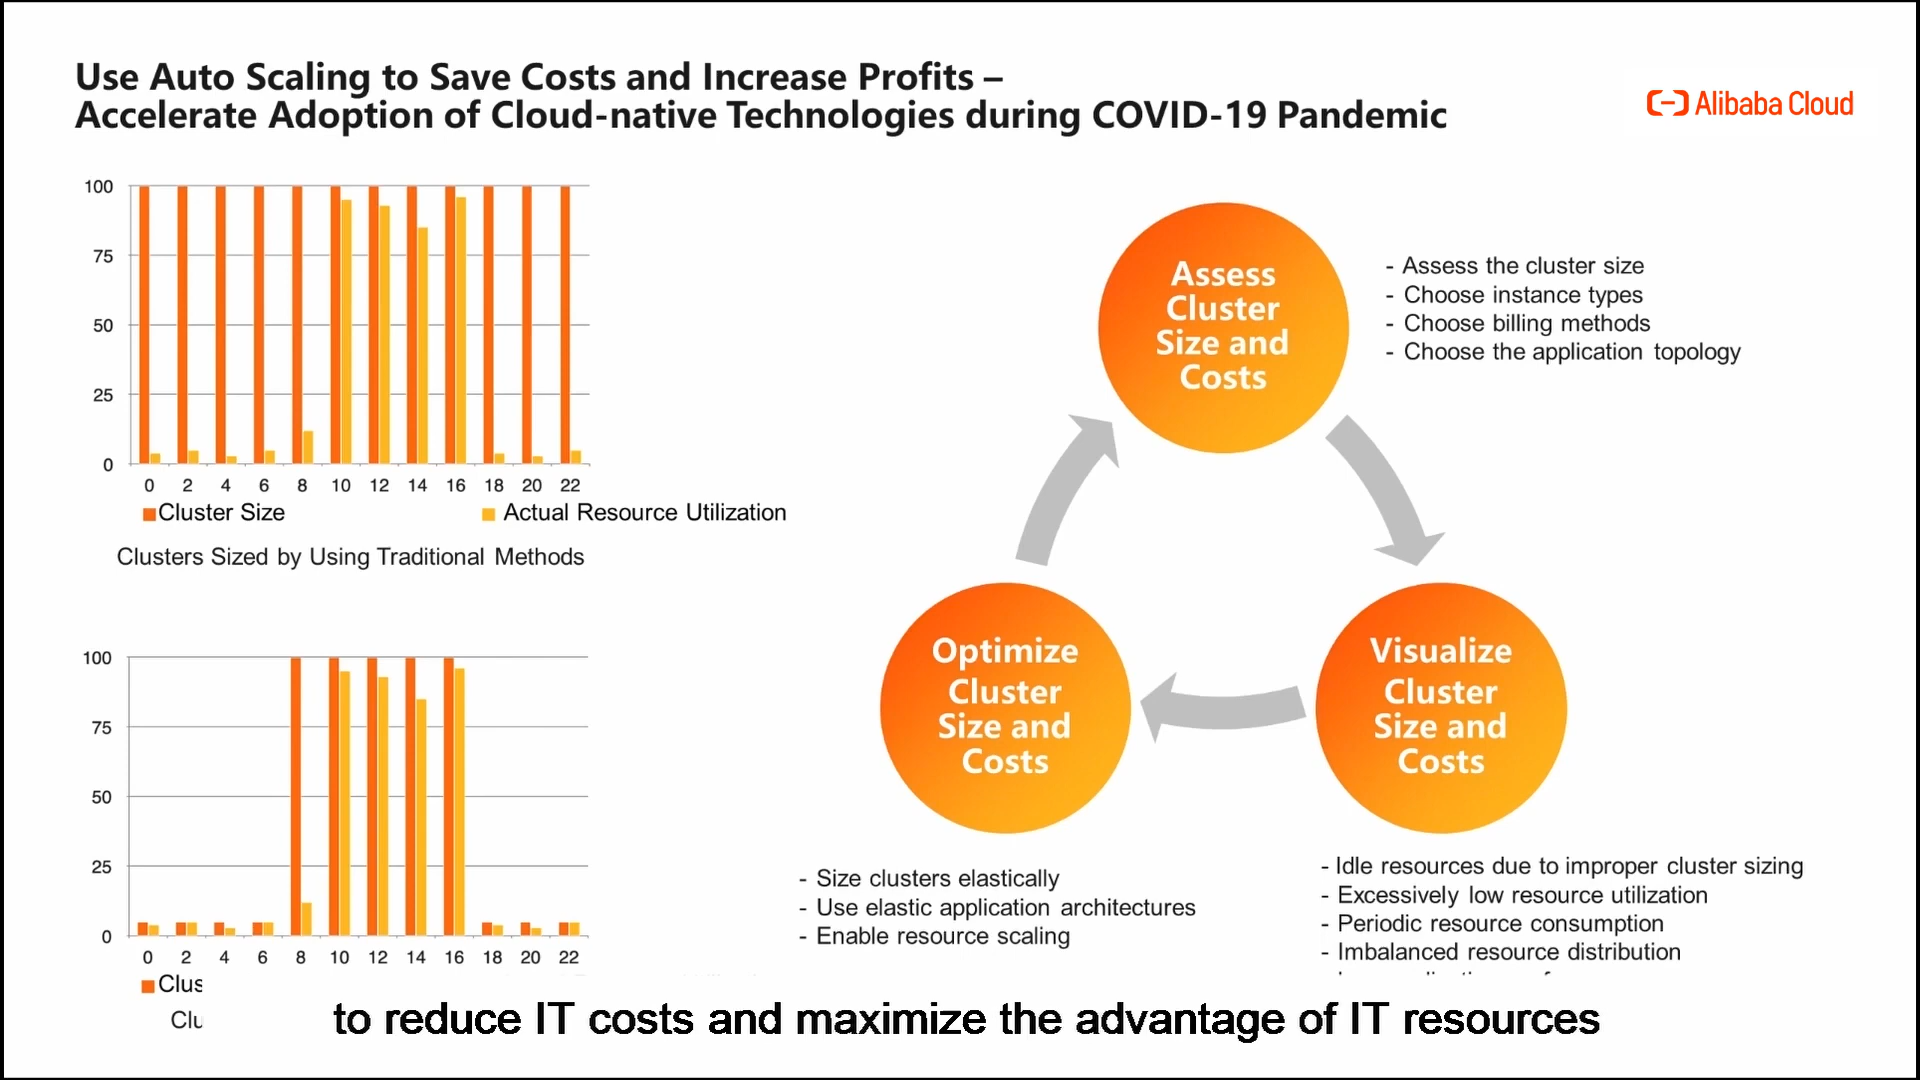 Use Auto Scaling to Save Costs and Increase Profits –
Accelerate Adoption of Cloud-native Technologies during COVID-19 Pandemic
Alibaba Cloud
100
75
50
25
0
0 2 4 6 8 10 12 14 16 18 20 22
Cluster Size
Actual Resource Utilization
Clusters Sized by Using Traditional Methods
100
75
50
25
0
0 2 4 6 8 10 12 14 16 18 20 22
Clus
Clu
Assess
Cluster
Size and
Costs
- Assess the cluster size
- Choose instance types
- Choose billing methods
- Choose the application topology
Optimize
Cluster
Size and
Costs
- Size clusters elastically
- Use elastic application architectures
- Enable resource scaling
Visualize
Cluster
Size and
Costs
- Idle resources due to improper cluster sizing
- Excessively low resource utilization
- Periodic resource consumption
- Imbalanced resource distribution
to reduce IT costs and maximize the advantage of IT resources